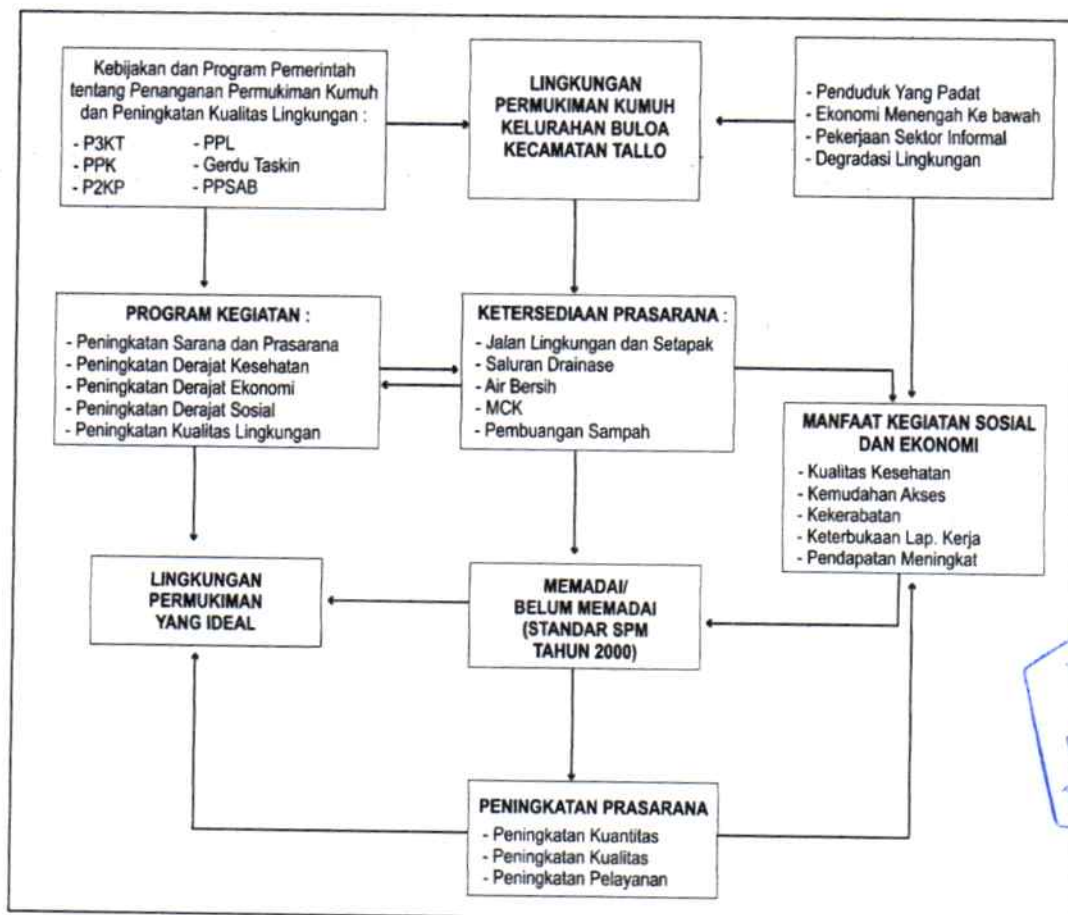 Kebijakan dan Program Pemerintah
tentang Penanganan Permukiman Kumuh
dan Peningkatan Kualitas Lingkungan :
- P3KT - PPL
- PPK - Gerdu Taskin
- P2KP - PPSAB
LINGKUNGAN
PERMUKIMAN KUMUH
KELURAHAN BULOA
KECAMATAN TALLO
- Penduduk Yang Padat
- Ekonomi Menengah Ke bawah
- Pekerjaan Sektor Informal
- Degradasi Lingkungan
PROGRAM KEGIATAN :
- Peningkatan Sarana dan Prasarana
- Peningkatan Derajat Kesehatan
- Peningkatan Derajat Ekonomi
- Peningkatan Derajat Sosial
- Peningkatan Kualitas Lingkungan
KETERSEDIAAN PRASARANA :
- Jalan Lingkungan dan Setapak
- Saluran Drainase
- Air Bersih
- MCK
- Pembuangan Sampah
MANFAAT KEGIATAN SOSIAL
DAN EKONOMI
- Kualitas Kesehatan
- Kemudahan Akses
- Kekerabatan
- Keterbukaan Lap. Kerja
- Pendapatan Meningkat
LINGKUNGAN
PERMUKIMAN
YANG IDEAL
MEMADAI/
BELUM MEMADAI
(STANDAR SPM
TAHUN 2000)
PENINGKATAN PRASARANA
- Peningkatan Kuantitas
- Peningkatan Kualitas
- Peningkatan Pelayanan